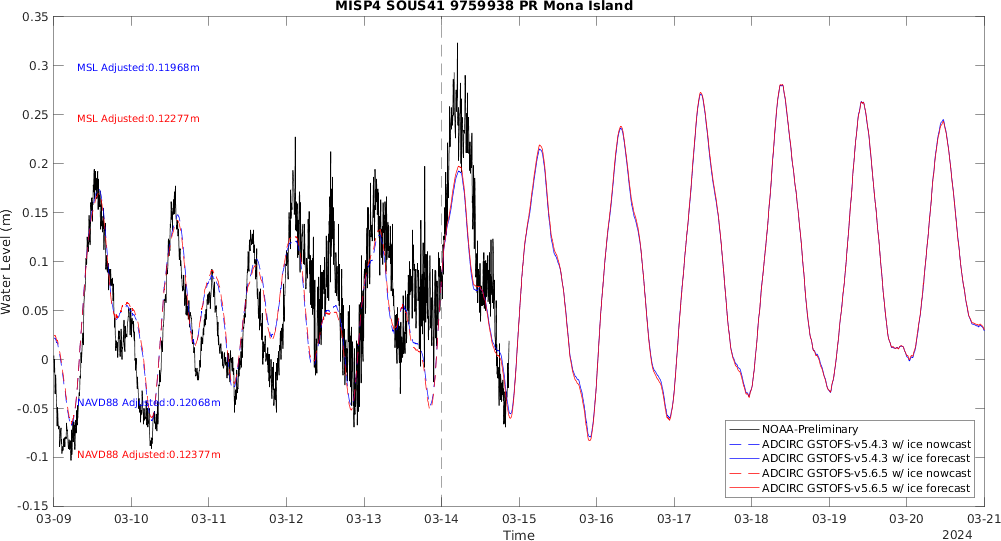 MISP4 SOUS41 9759938 PR Mona Island
0.35
0.3
0.25
0.2
0.15
0.1
0.05
0
-0.05
-0.1
-0.15
Water Level (m)
MSL Adjusted:0.11968m
MSL Adjusted:0.12277m
NAVD88 Adjusted:0.12068m
NAVD88 Adjusted:0.12377m
NOAA-Preliminary
ADCIRC GSTOFS-v5.4.3 w/ ice nowcast
ADCIRC GSTOFS-v5.4.3 w/ ice forecast
ADCIRC GSTOFS-v5.6.5 w/ ice nowcast
ADCIRC GSTOFS-v5.6.5 w/ ice forecast
03-09 03-10 03-11 03-12 03-13 03-14 03-15 03-16 03-17 03-18 03-19 03-20 03-21
Time
2024